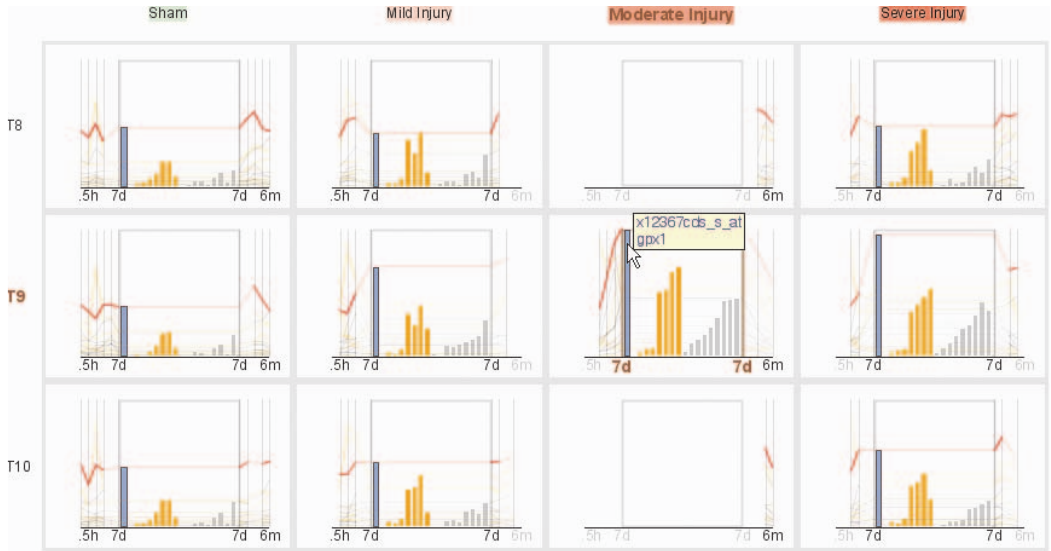 Sham Mild Injury Moderate Injury Severe Injury
T8
.5h 7d 7d 6m .5h 7d 7d 6m .5h 7d 7d 6m .5h 7d 7d 6m
x12367cds_s_at
gpx1
T9
.5h 7d 7d 6m .5h 7d 7d 6m .5h 7d 7d 6m .5h 7d 7d 6m
T10
.5h 7d 7d 6m .5h 7d 7d 6m .5h 7d 7d 6m .5h 7d 7d 6m